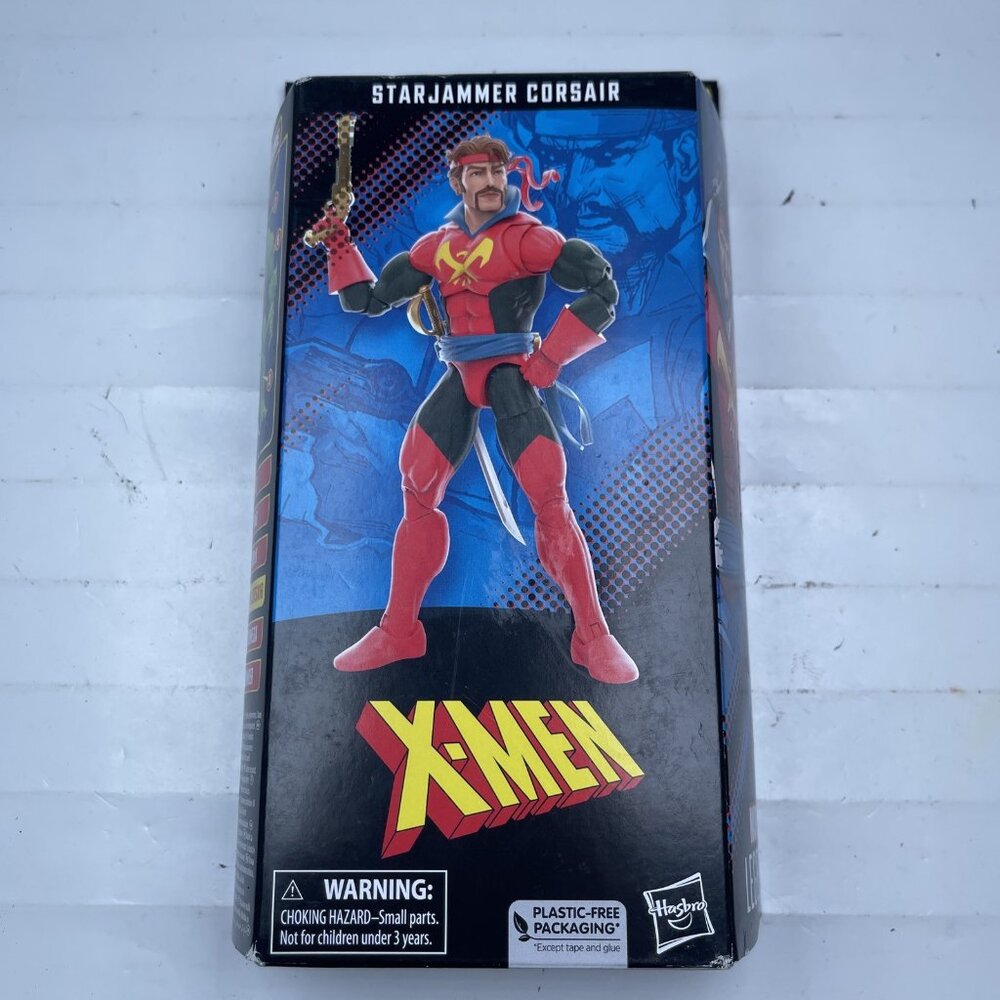 STARJAMMER CORSAIR
X-MEN
WARNING:
CHOKING HAZARD–Small parts.
Not for children under 3 years.
PLASTIC-FREE
PACKAGING*
*Except tape and glue
Hasbro